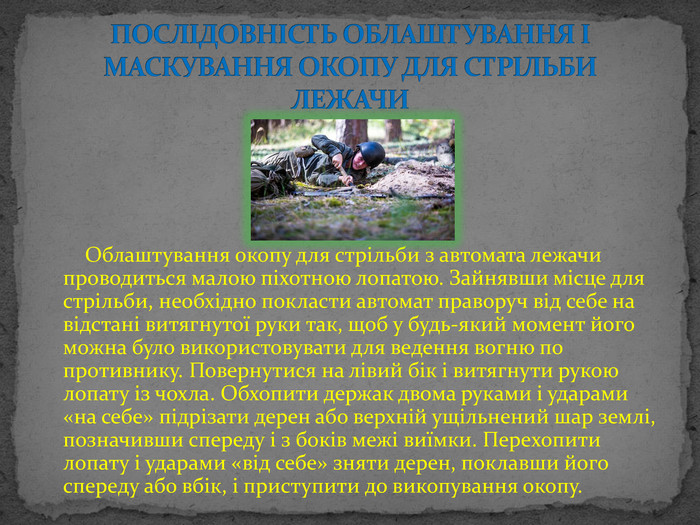 ПОСЛІДОВНІСТЬ ОБЛАШТУВАННЯ І
МАСКУВАННЯ ОКОПУ ДЛЯ СТРІЛЬБИ
ЛЕЖАЧИ
Облаштування окопу для стрільби з автомата лежачи
проводиться малою піхотною лопатою. Зайнявши місце для
стрільби, необхідно покласти автомат праворуч від себе на
відстані витягнутої руки так, щоб у будь-який момент його
можна було використовувати для ведення вогню по
противнику. Повернутися на лівий бік і витягнути рукою
лопату із чохла. Обхопити держак двома руками і ударами
«на себе» підрізати дерен або верхній ущільнений шар землі,
позначивши спереду і з боків межі виїмки. Перехопити
лопату і ударами «від себе» зняти дерен, поклавши його
спереду або вбік, і приступити до викопування окопу.